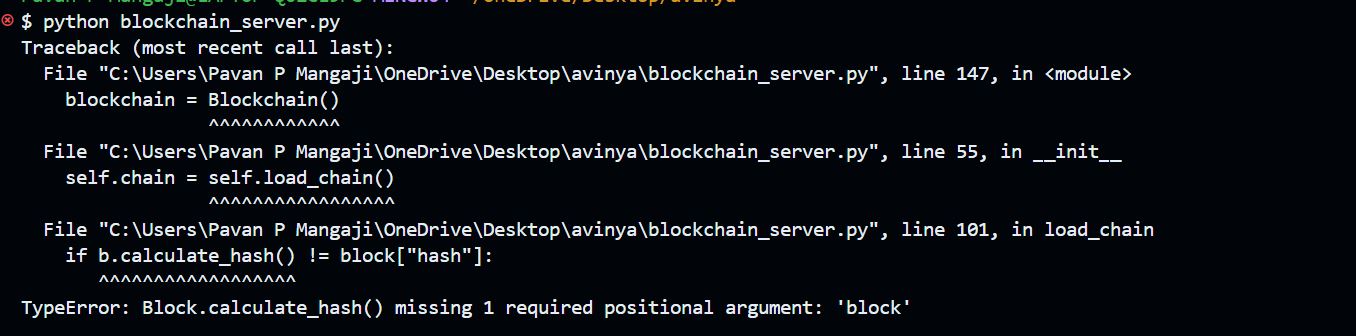 $ python blockchain_server.py
Traceback (most recent call last):
  File "C:\Users\Pavan P Mangaji\OneDrive\Desktop\avinya\blockchain_server.py", line 147, in <module>
    blockchain = Blockchain()
                 ^^^^^^^^^^^^
  File "C:\Users\Pavan P Mangaji\OneDrive\Desktop\avinya\blockchain_server.py", line 55, in __init__
    self.chain = self.load_chain()
                 ^^^^^^^^^^^^^^^^^
  File "C:\Users\Pavan P Mangaji\OneDrive\Desktop\avinya\blockchain_server.py", line 101, in load_chain
    if b.calculate_hash() != block["hash"]:
       ^^^^^^^^^^^^^^^^^^
TypeError: Block.calculate_hash() missing 1 required positional argument: 'block'